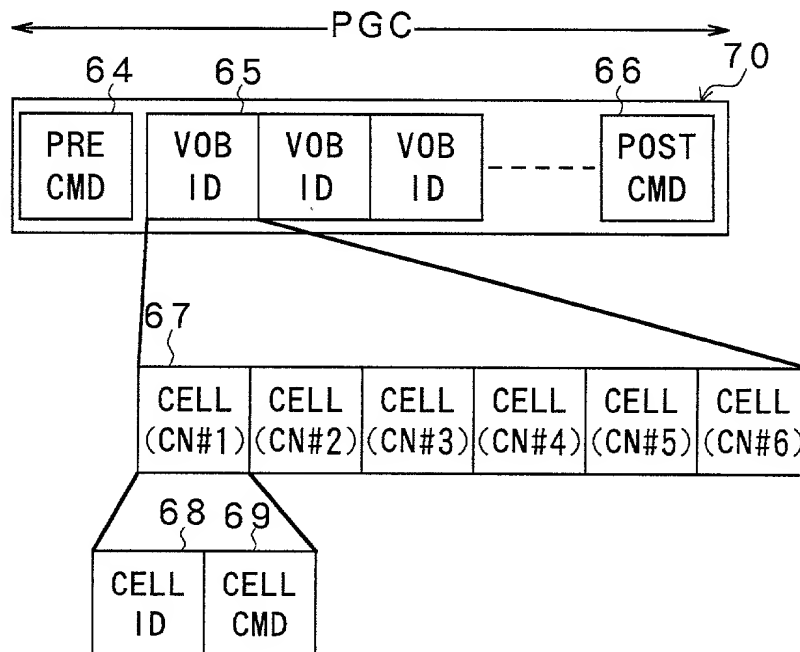 PGC
64 65 66 70
PRE CMD VOB ID VOB ID VOB ID POST CMD
67
CELL (CN#1) CELL (CN#2) CELL (CN#3) CELL (CN#4) CELL (CN#5) CELL (CN#6)
68 69
CELL ID CELL CMD